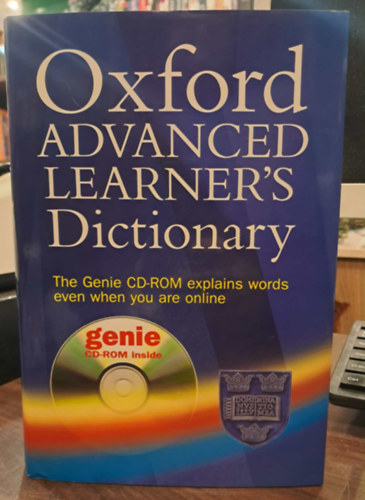 Oxford
ADVANCED
LEARNER'S
Dictionary
The Genie CD-ROM explains words
even when you are online
genie
CD-ROM inside